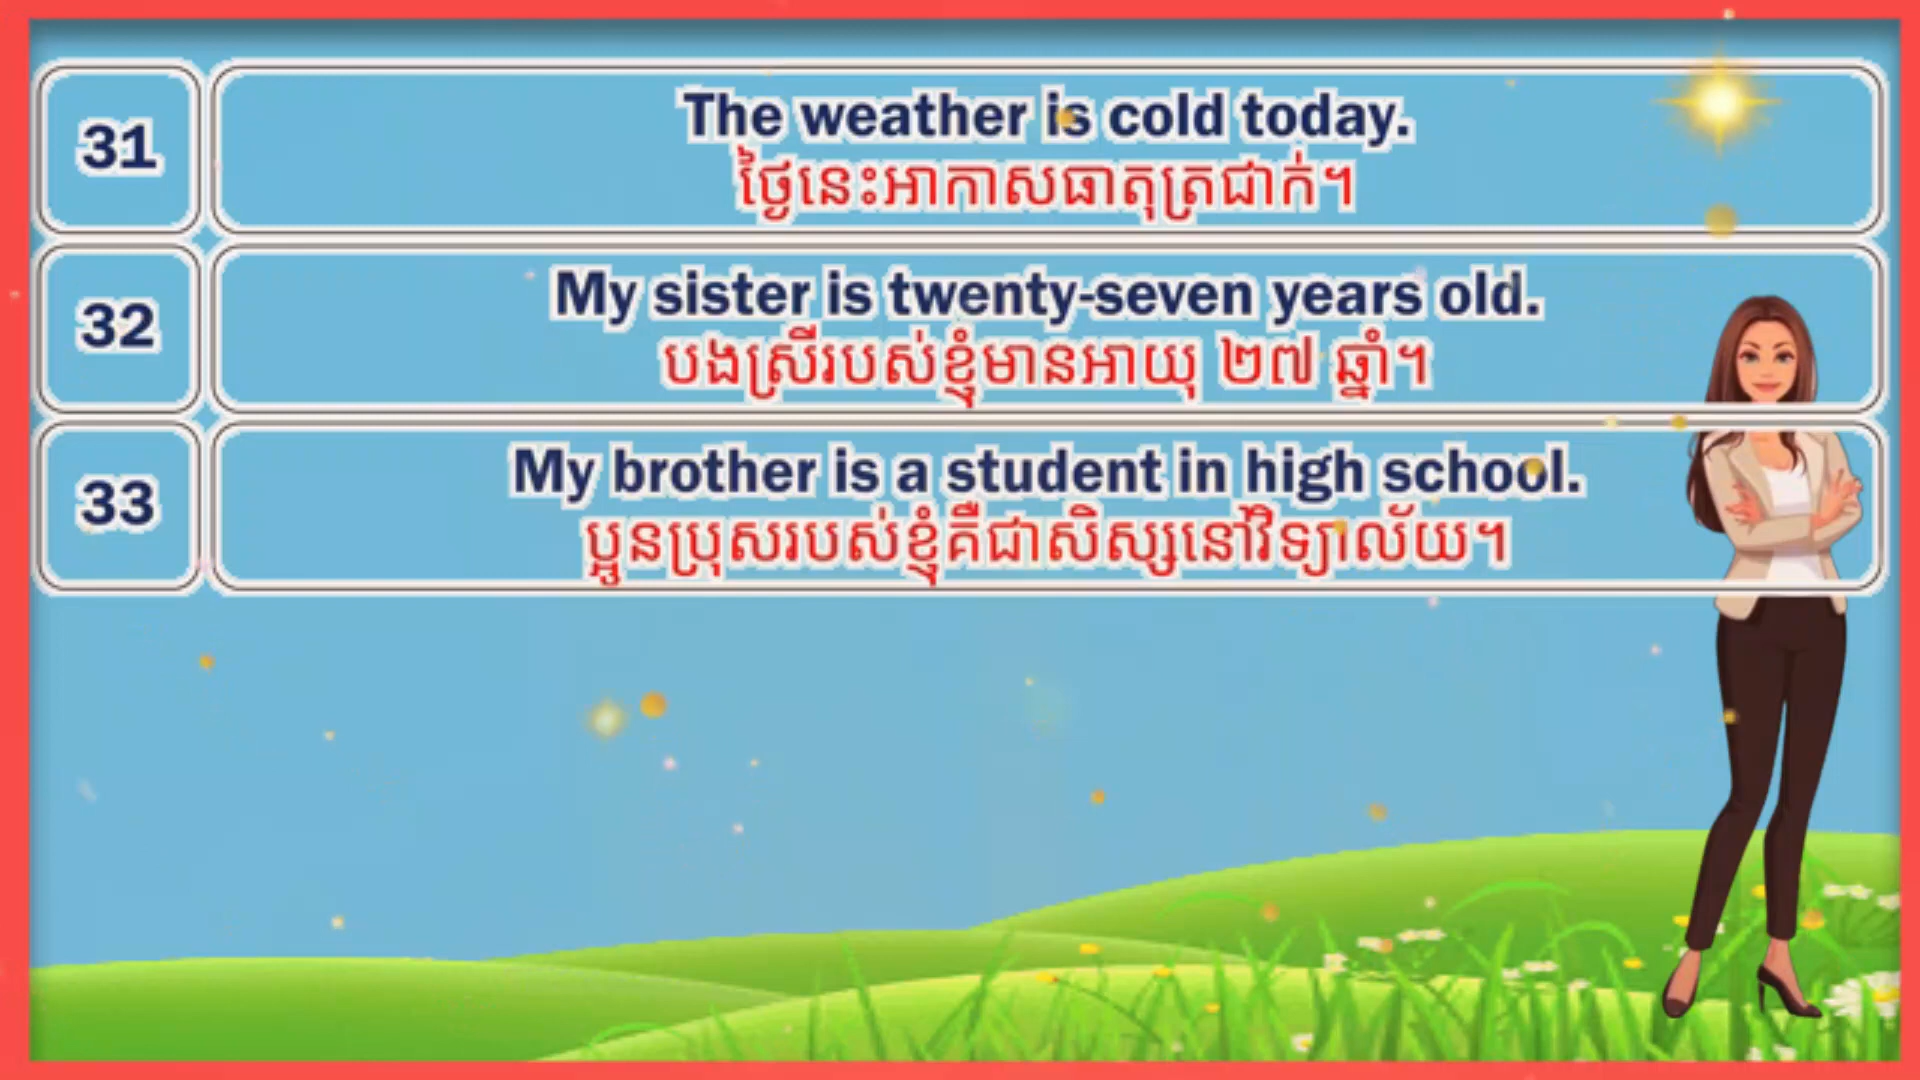 31
The weather is cold today.
ថ្ងៃនេះអាកាសធាតុត្រជាក់។
32
My sister is twenty-seven years old.
បងស្រីរបស់ខ្ញុំមានអាយុ ២៧ ឆ្នាំ។
33
My brother is a student in high school.
ប្អូនប្រុសរបស់ខ្ញុំគឺជាសិស្សនៅវិទ្យាល័យ។